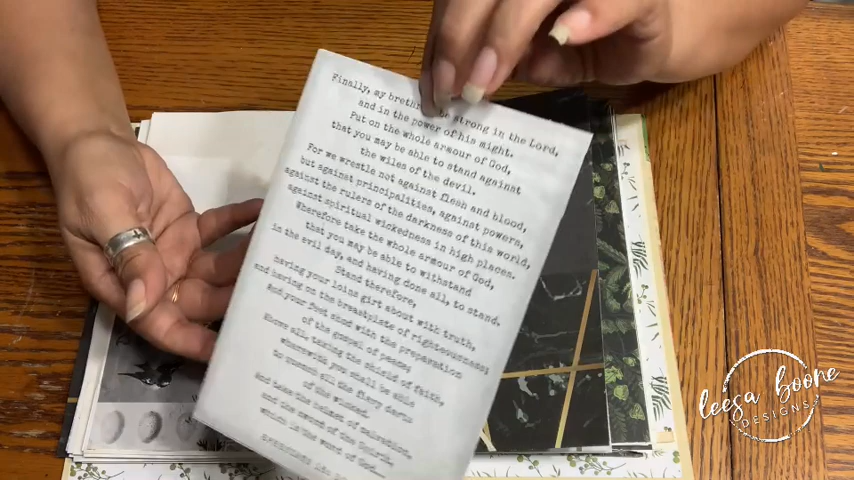 Finally, my brethren be strong in the Lord,
and in the power of his might.
Put on the whole armour of God,
that you may be able to stand against
the wiles of the devil.
For we wrestle not against flesh and blood,
but against principalities, against powers,
against the rulers of the darkness of this world,
against spiritual wickedness in high places.
Wherefore take the whole armour of God,
that you may be able to withstand
in the evil day, and having done all, to stand.
Stand therefore,
having your loins girt about with truth,
and having on the breastplate of righteousness;
And your feet shod with the preparation
of the gospel of peace;
Above all, taking the shield of faith,
wherewith you shall be able
to quench all the fiery darts
of the wicked.
And take the helmet of salvation,
and the sword of the Spirit,
which is the word of God...
EPHESIANS
leesa boone
DESIGNS